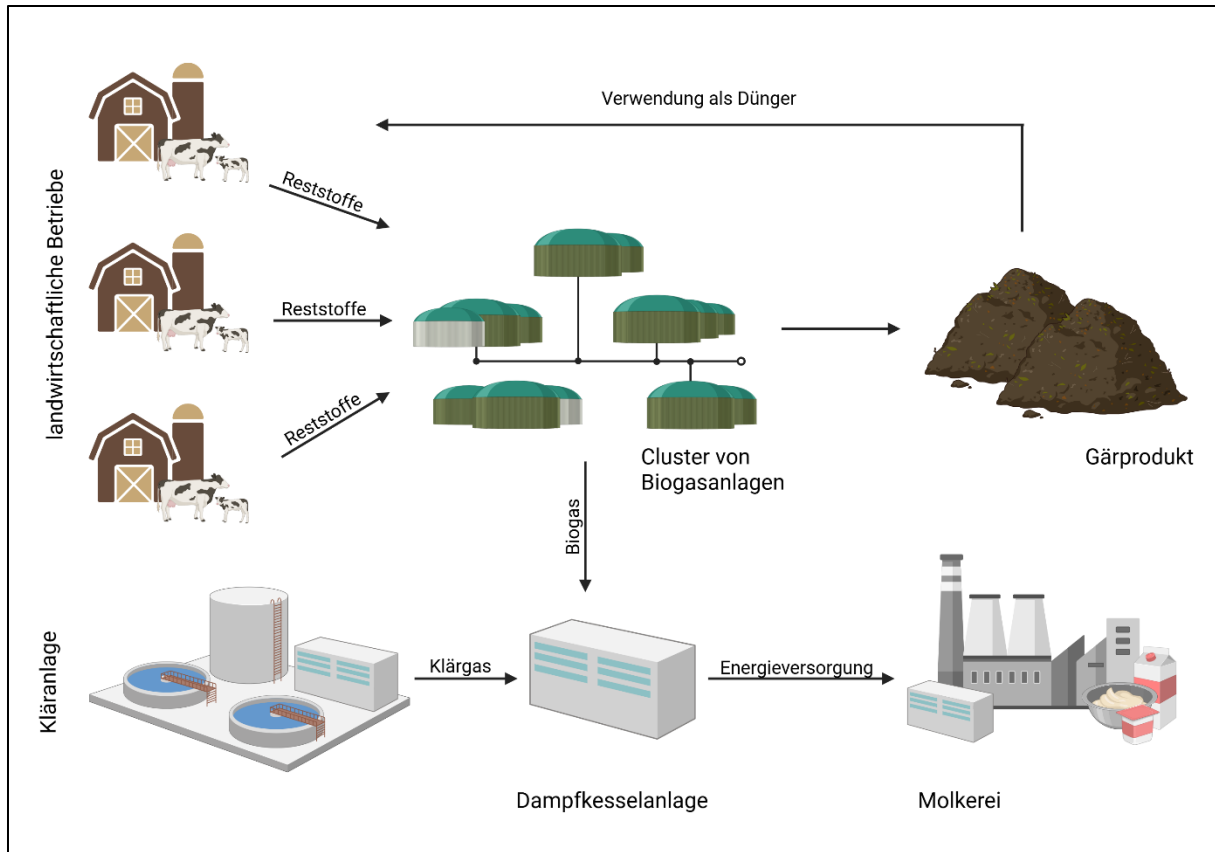 Verwendung als Dünger
landwirtschaftliche Betriebe
Reststoffe
Reststoffe
Reststoffe
Cluster von
Biogasanlagen
Gärprodukt
Biogas
Kläranlage
Klärgas
Energieversorgung
Dampfkesselanlage
Molkerei